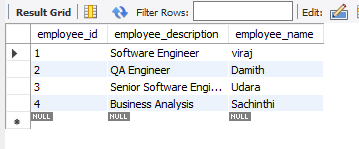 Result Grid Filter Rows: Edit:
employee_id employee_description employee_name
1 Software Engineer viraj
2 QA Engineer Damith
3 Senior Software Engi... Udara
4 Business Analysis Sachinthi
NULL NULL NULL